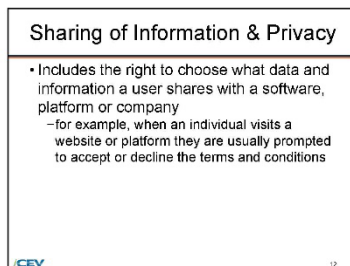 Sharing of Information & Privacy
• Includes the right to choose what data and
information a user shares with a software,
platform or company
–for example, when an individual visits a
website or platform they are usually prompted
to accept or decline the terms and conditions
iCEV
12